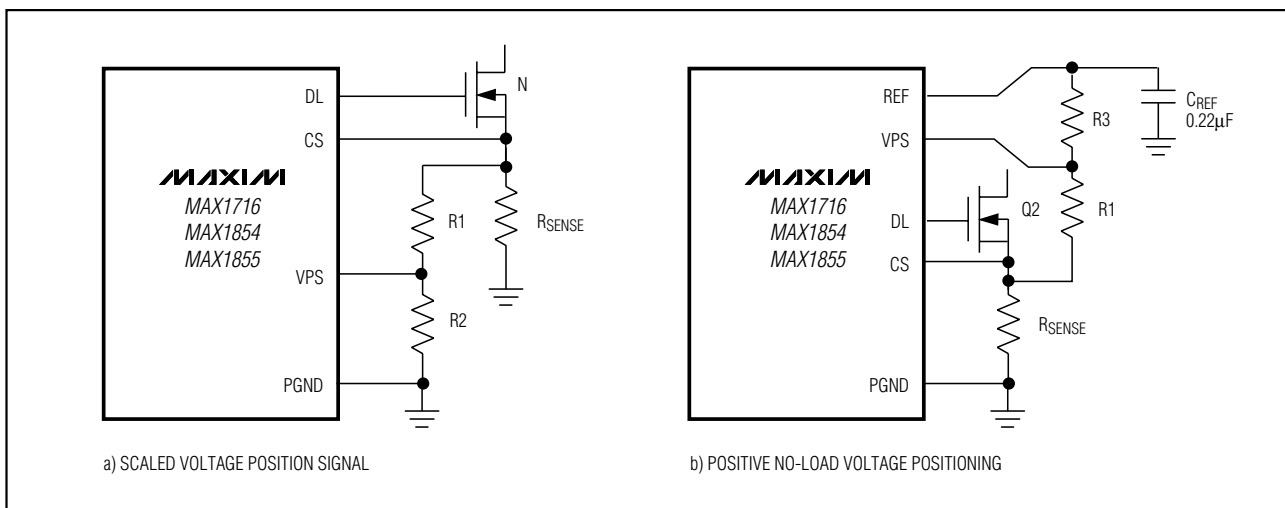 DL
N
CS
MAXIM
MAX1716
MAX1854
MAX1855
R1
RSENSE
VPS
R2
PGND
a) SCALED VOLTAGE POSITION SIGNAL
REF
CREF
0.22µF
R3
VPS
MAXIM
MAX1716
MAX1854
MAX1855
R1
DL
Q2
CS
RSENSE
PGND
b) POSITIVE NO-LOAD VOLTAGE POSITIONING